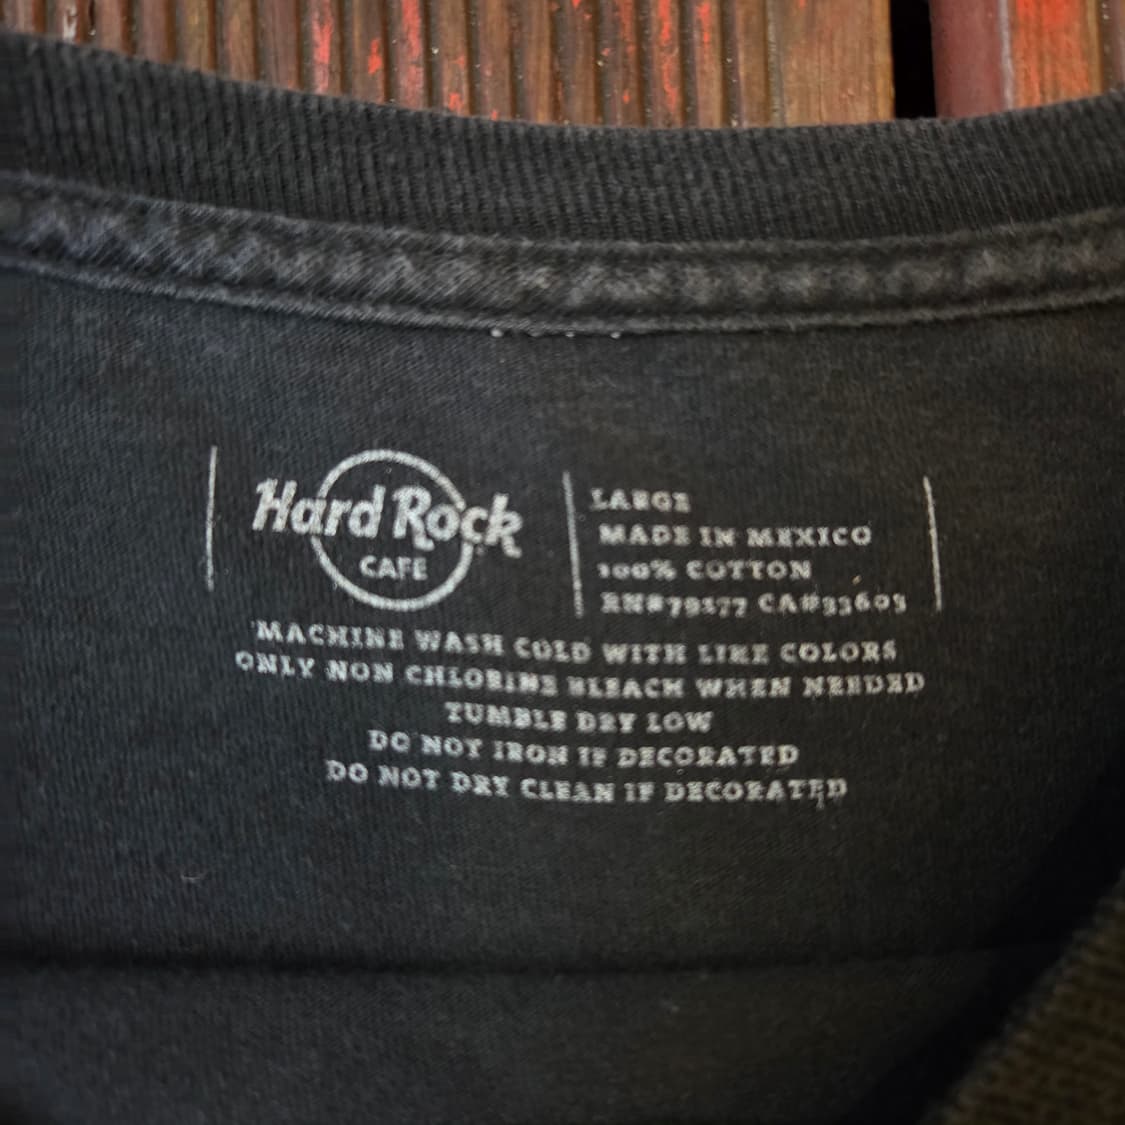 Hard Rock
CAFE
LARGE
MADE IN MEXICO
100% COTTON
RN#79177 CA#33603
MACHINE WASH COLD WITH LIKE COLORS
ONLY NON CHLORINE BLEACH WHEN NEEDED
TUMBLE DRY LOW
DO NOT IRON IF DECORATED
DO NOT DRY CLEAN IF DECORATED